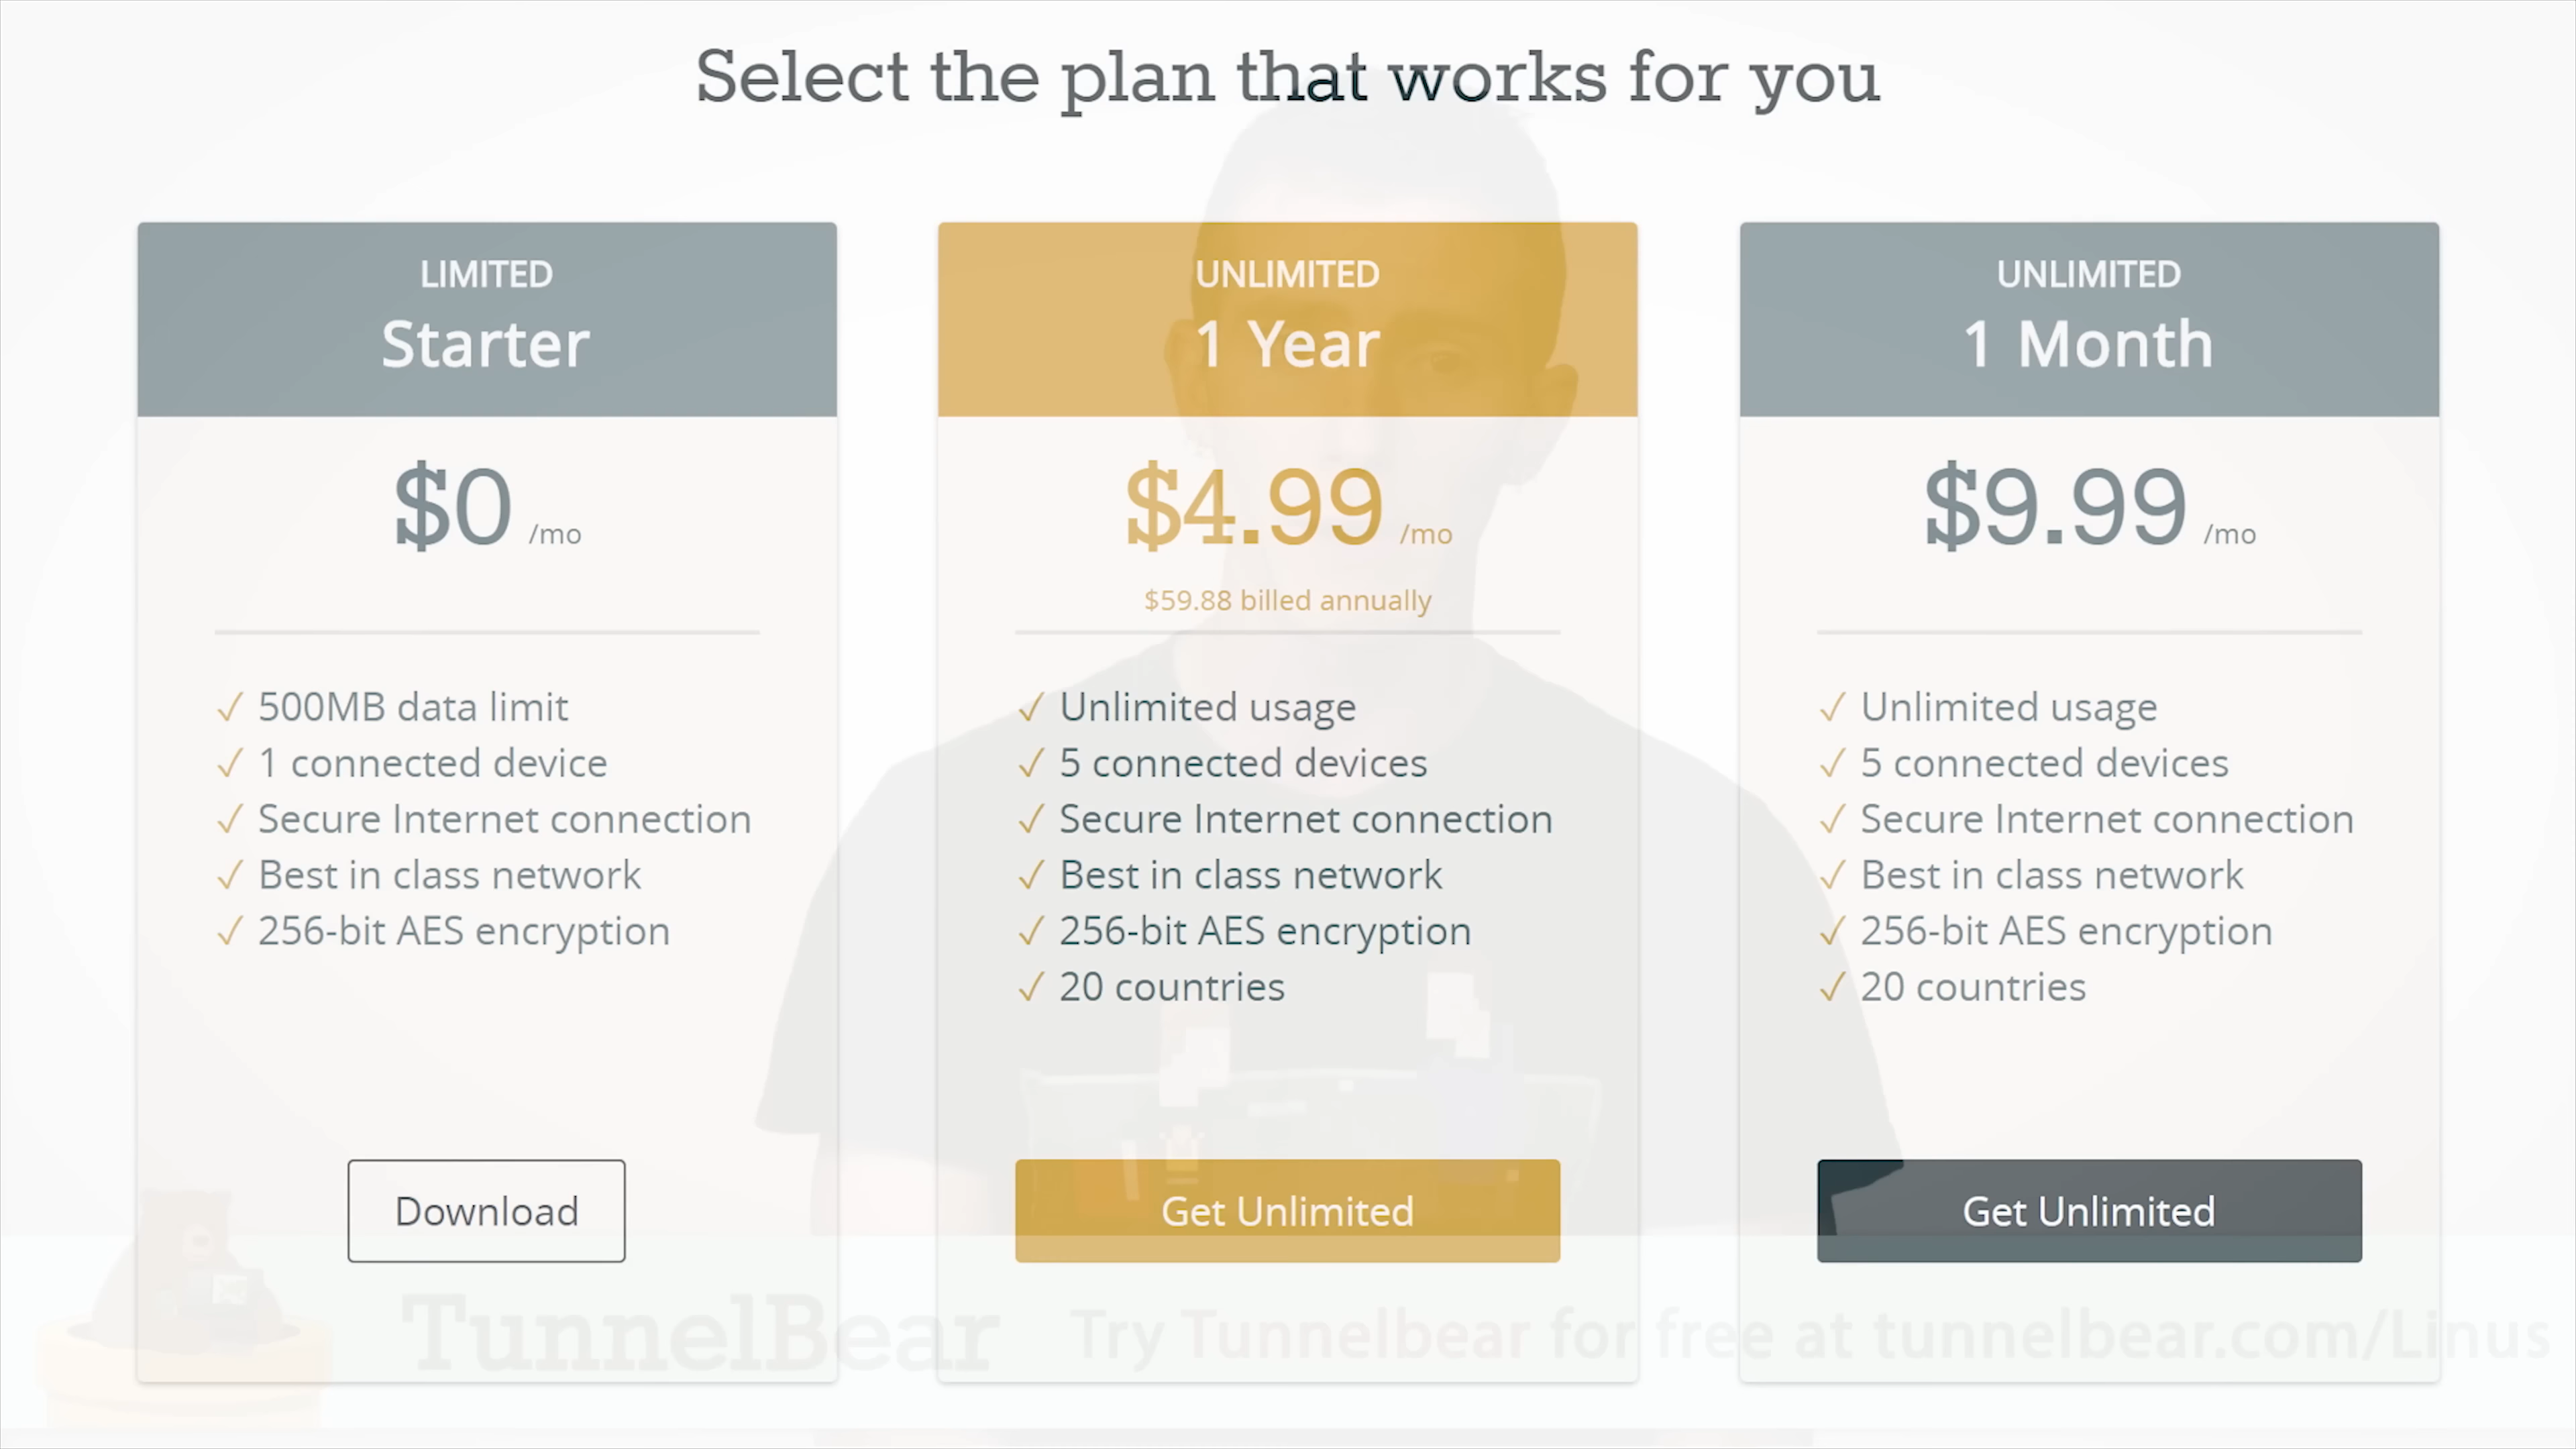 Select the plan that works for you
LIMITED
Starter
$0 /mo
✓ 500MB data limit
✓ 1 connected device
✓ Secure Internet connection
✓ Best in class network
✓ 256-bit AES encryption
Download
UNLIMITED
1 Year
$4.99 /mo
$59.88 billed annually
✓ Unlimited usage
✓ 5 connected devices
✓ Secure Internet connection
✓ Best in class network
✓ 256-bit AES encryption
✓ 20 countries
Get Unlimited
UNLIMITED
1 Month
$9.99 /mo
✓ Unlimited usage
✓ 5 connected devices
✓ Secure Internet connection
✓ Best in class network
✓ 256-bit AES encryption
✓ 20 countries
Get Unlimited
TunnelBear
Try Tunnelbear for free at tunnelbear.com/Linus